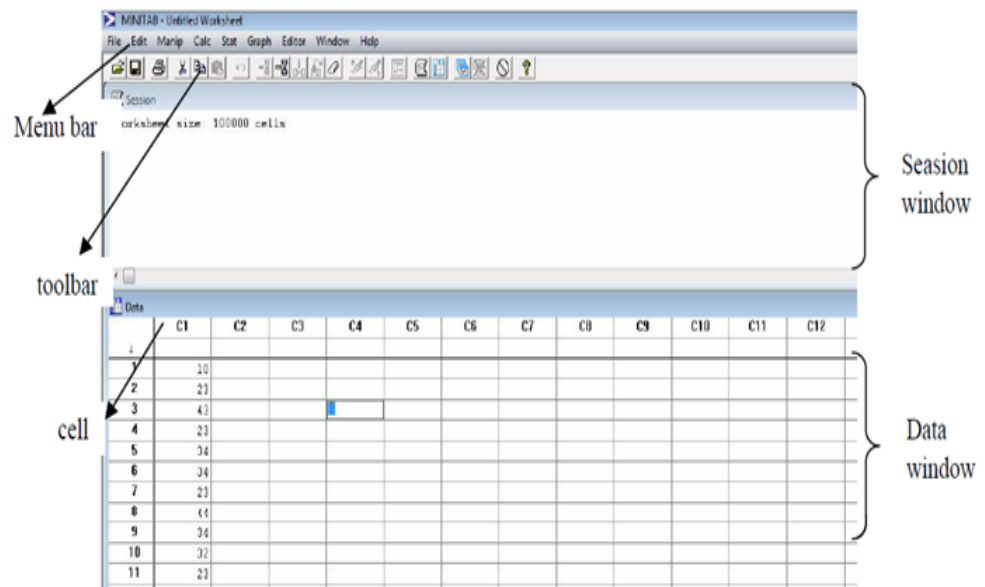 MINITAB - Untitled Worksheet
File Edit Manip Calc Stat Graph Editor Window Help
Session
Menu bar
orksheet size: 100000 cells
Seasion
window
toolbar
Data
C1 C2 C3 C4 C5 C6 C7 C8 C9 C10 C11 C12
↓
1 10
2 23
3 43
4 23
cell
5 34
Data
window
6 34
7 23
8 44
9 34
10 32
11 23